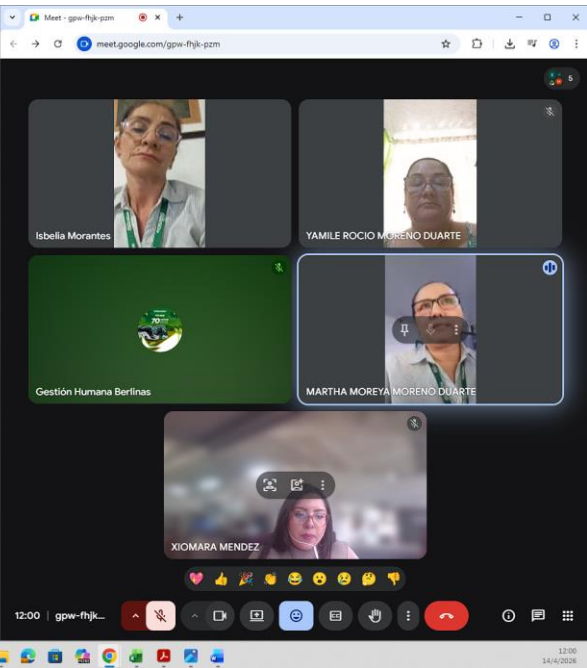 Meet - gpw-fhjk-pzm
meet.google.com/gpw-fhjk-pzm
5
Isbelia Morantes
YAMILE ROCIO MORENO DUARTE
Gestión Humana Berlinas
MARTHA MOREYA MORENO DUARTE
XIOMARA MENDEZ
12:00 | gpw-fhjk...
12:00
14/4/2026